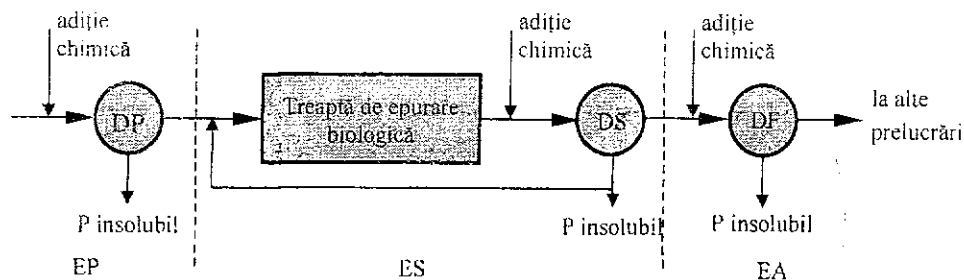 adiție
chimică
adiție
chimică
adiție
chimică
DP
Treaptă de epurare
biologică
DS
DF
la alte
prelucrări
P insolubil
P insolubil
P insolubil
EP
ES
EA